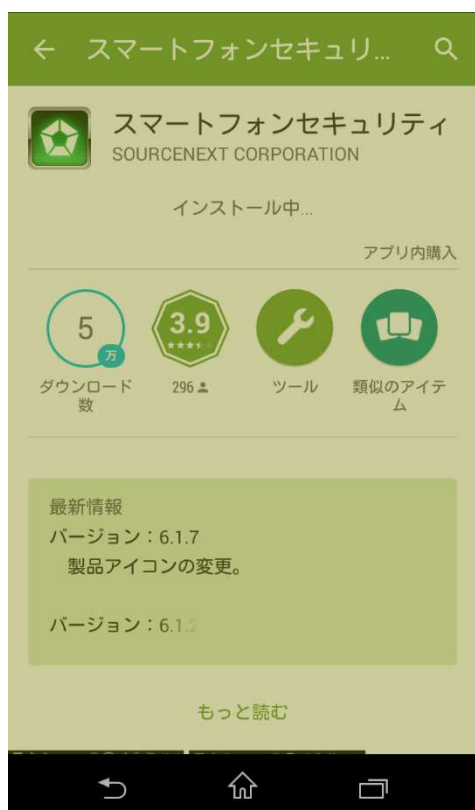 スマートフォンセキュリ...
スマートフォンセキュリティ
SOURCENEXT CORPORATION
インストール中...
アプリ内購入
5
万
3.9
ダウンロード
数
296
ツール
類似のアイテ
ム
最新情報
バージョン：6.1.7
製品アイコンの変更。
バージョン：6.1.2
もっと読む